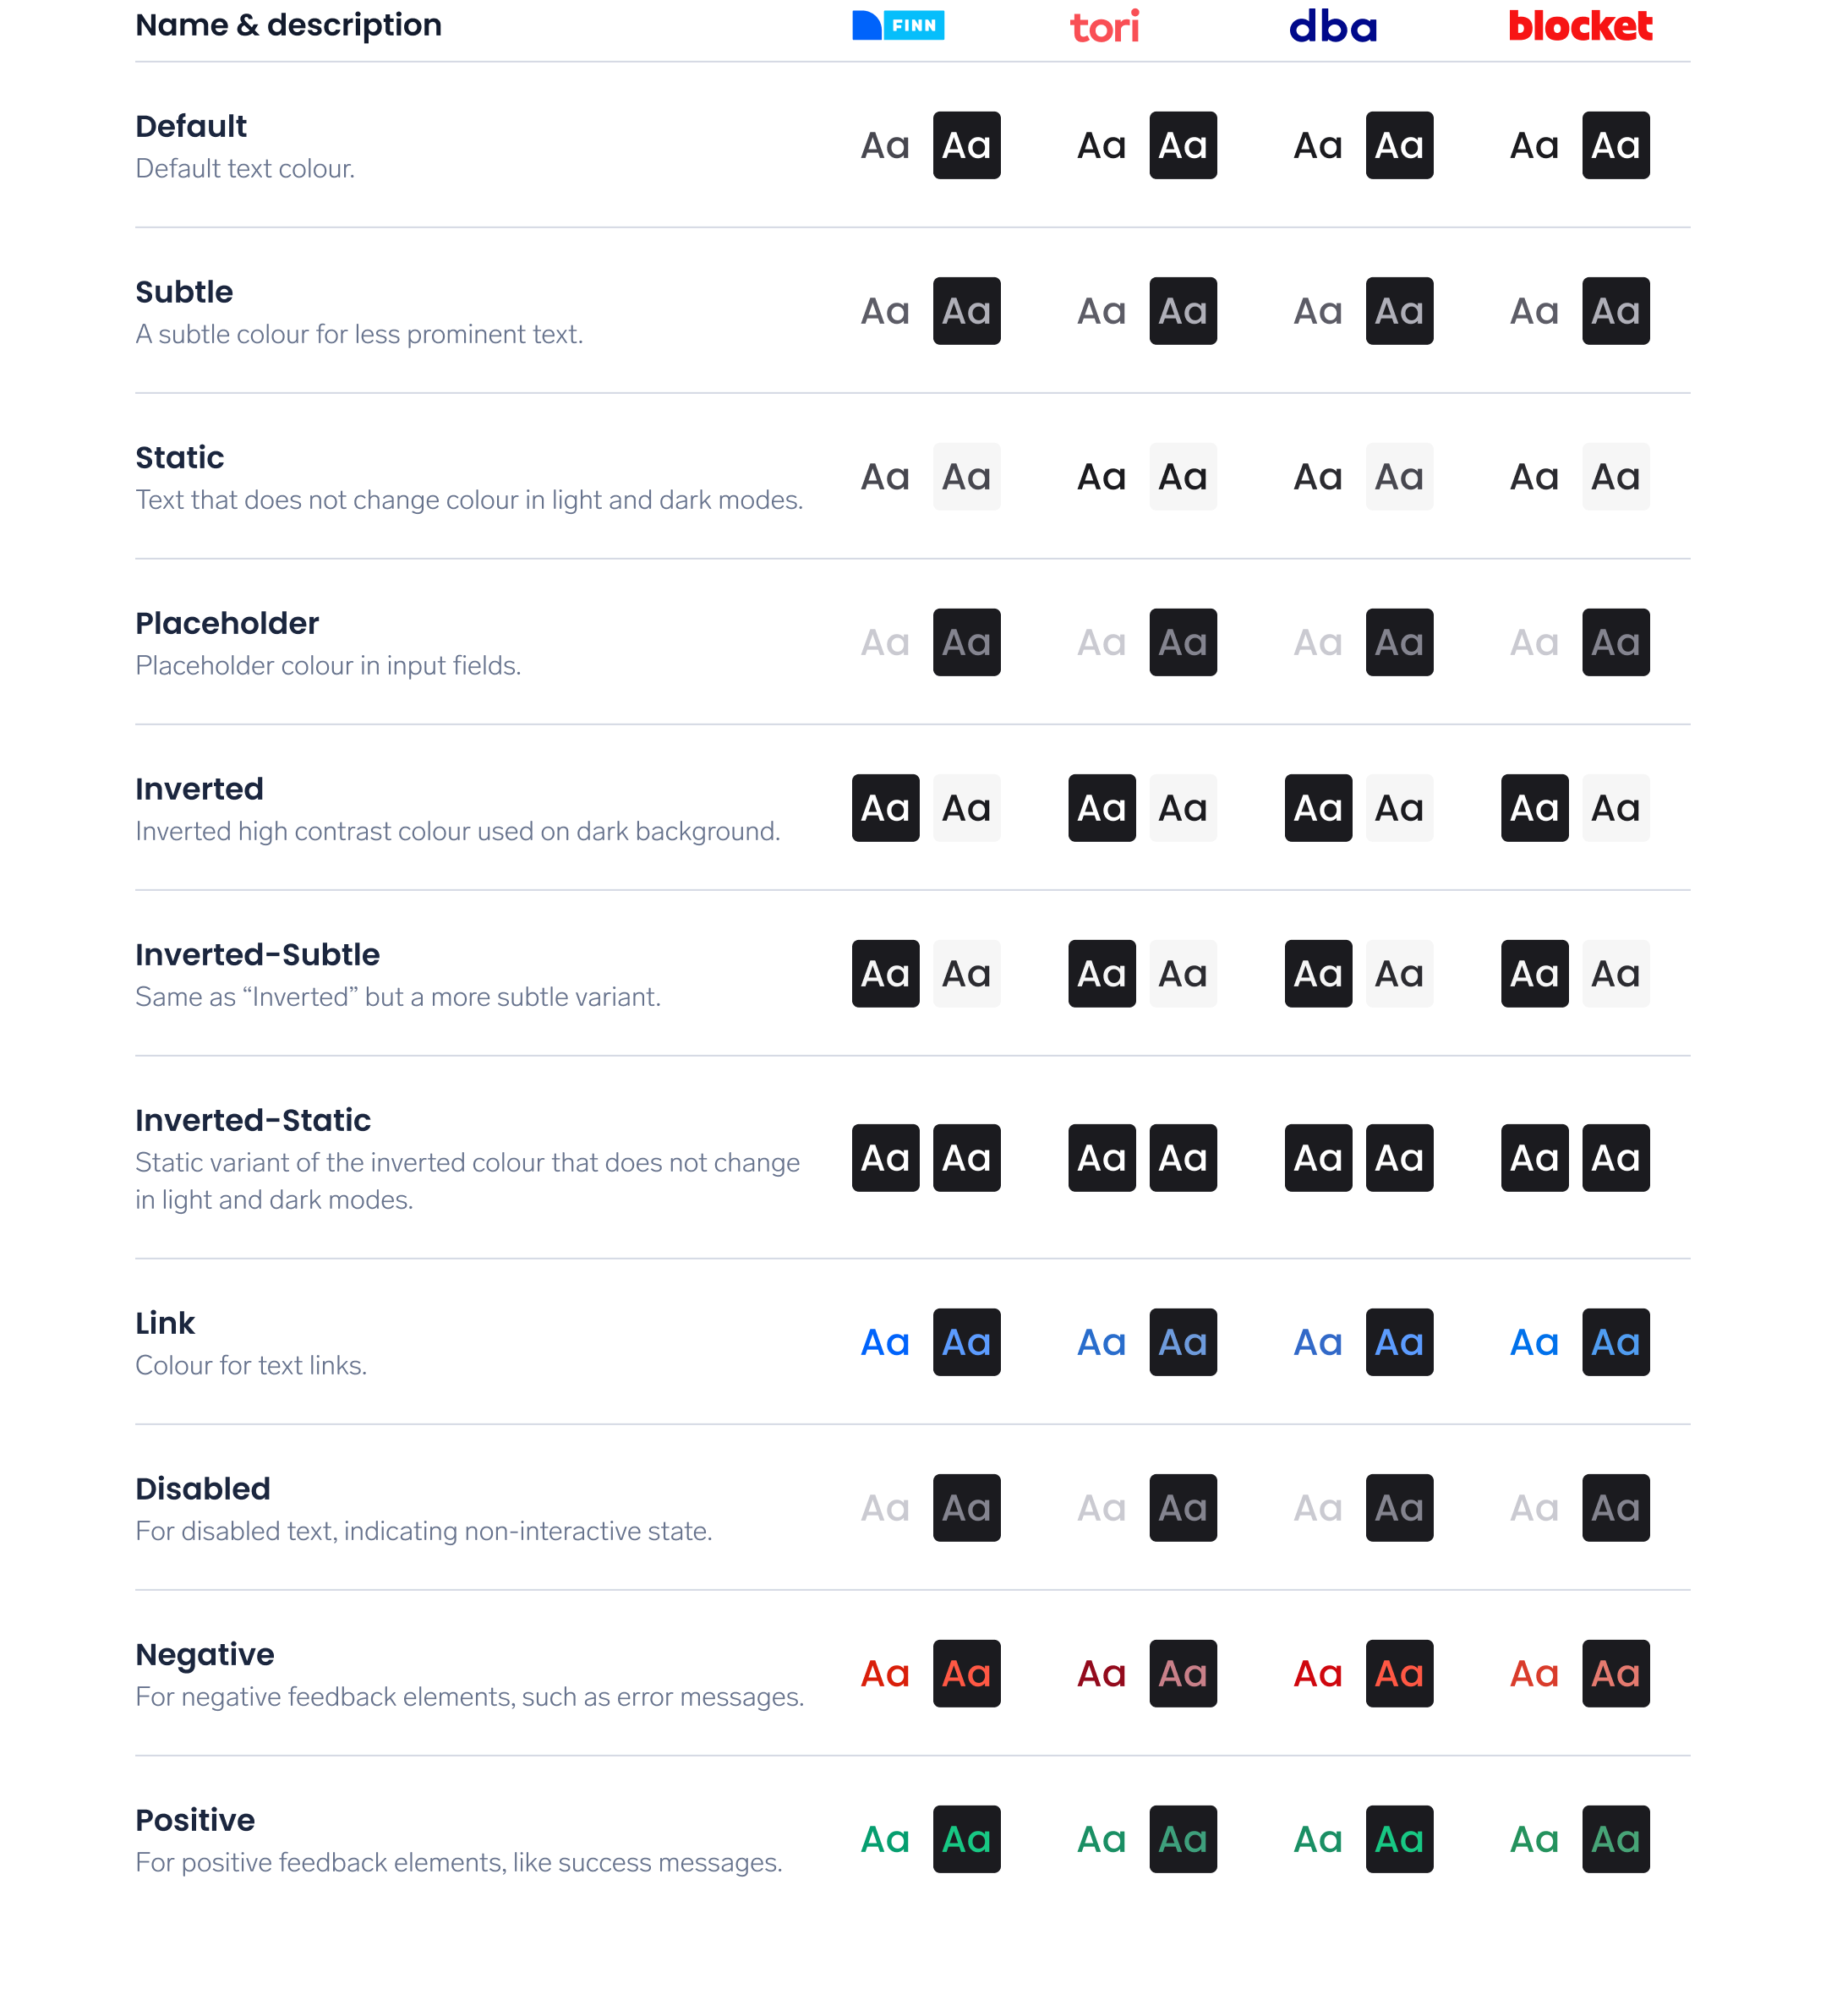 Name & description FINN tori dba blocket
Default
Default text colour.
Aa Aa Aa Aa Aa Aa Aa Aa
Subtle
A subtle colour for less prominent text.
Aa Aa Aa Aa Aa Aa Aa Aa
Static
Text that does not change colour in light and dark modes.
Aa Aa Aa Aa Aa Aa Aa Aa
Placeholder
Placeholder colour in input fields.
Aa Aa Aa Aa Aa Aa Aa Aa
Inverted
Inverted high contrast colour used on dark background.
Aa Aa Aa Aa Aa Aa Aa Aa
Inverted-Subtle
Same as “Inverted” but a more subtle variant.
Aa Aa Aa Aa Aa Aa Aa Aa
Inverted-Static
Static variant of the inverted colour that does not change
in light and dark modes.
Aa Aa Aa Aa Aa Aa Aa Aa
Link
Colour for text links.
Aa Aa Aa Aa Aa Aa Aa Aa
Disabled
For disabled text, indicating non-interactive state.
Aa Aa Aa Aa Aa Aa Aa Aa
Negative
For negative feedback elements, such as error messages.
Aa Aa Aa Aa Aa Aa Aa Aa
Positive
For positive feedback elements, like success messages.
Aa Aa Aa Aa Aa Aa Aa Aa